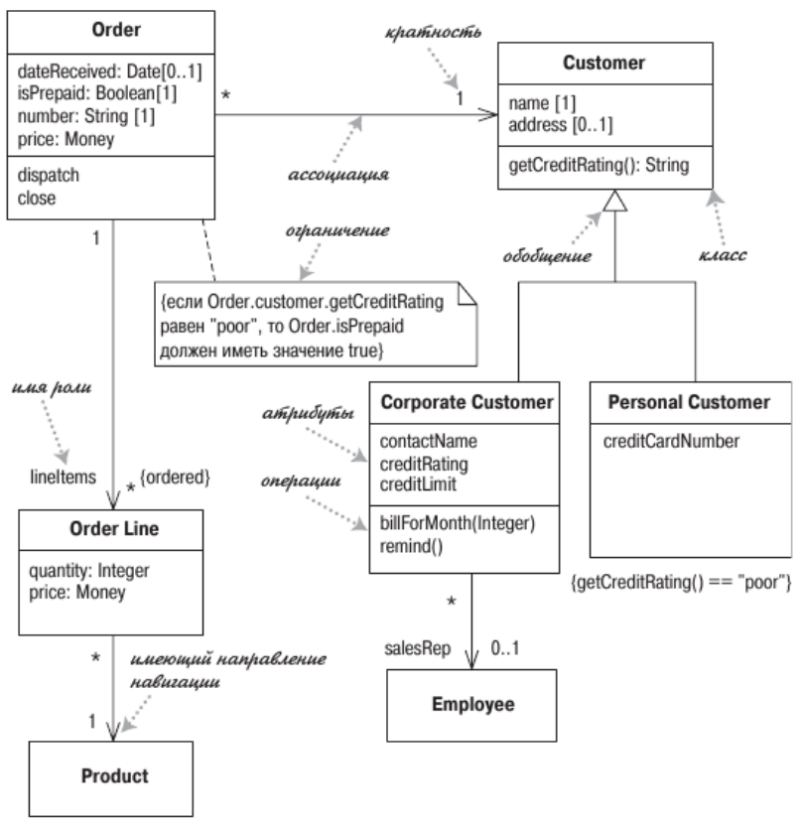 Order
dateReceived: Date[0..1]
isPrepaid: Boolean[1]
number: String [1]
price: Money
dispatch
close
*
1
кратность
ассоциация
Customer
name [1]
address [0..1]
getCreditRating(): String
обобщение
класс
1
ограничение
{если Order.customer.getCreditRating
равен "poor", то Order.isPrepaid
должен иметь значение true}
имя роли
lineItems
*
{ordered}
Order Line
quantity: Integer
price: Money
*
имеющий направление
навигации
1
Product
атрибуты
операции
Corporate Customer
contactName
creditRating
creditLimit
billForMonth(Integer)
remind()
*
salesRep
0..1
Employee
Personal Customer
creditCardNumber
{getCreditRating() == "poor"}